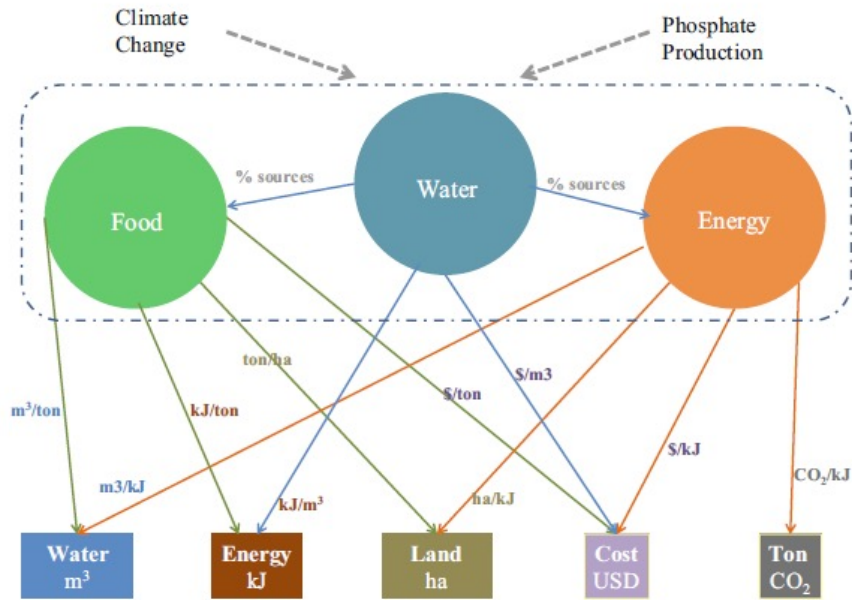 Climate
Change
Phosphate
Production
% sources
Water
% sources
Food
Energy
ton/ha
$/m3
$/ton
m³/ton
kJ/ton
$/kJ
CO₂/kJ
m3/kJ
kJ/m³
ha/kJ
Water
m³
Energy
kJ
Land
ha
Cost
USD
Ton
CO₂